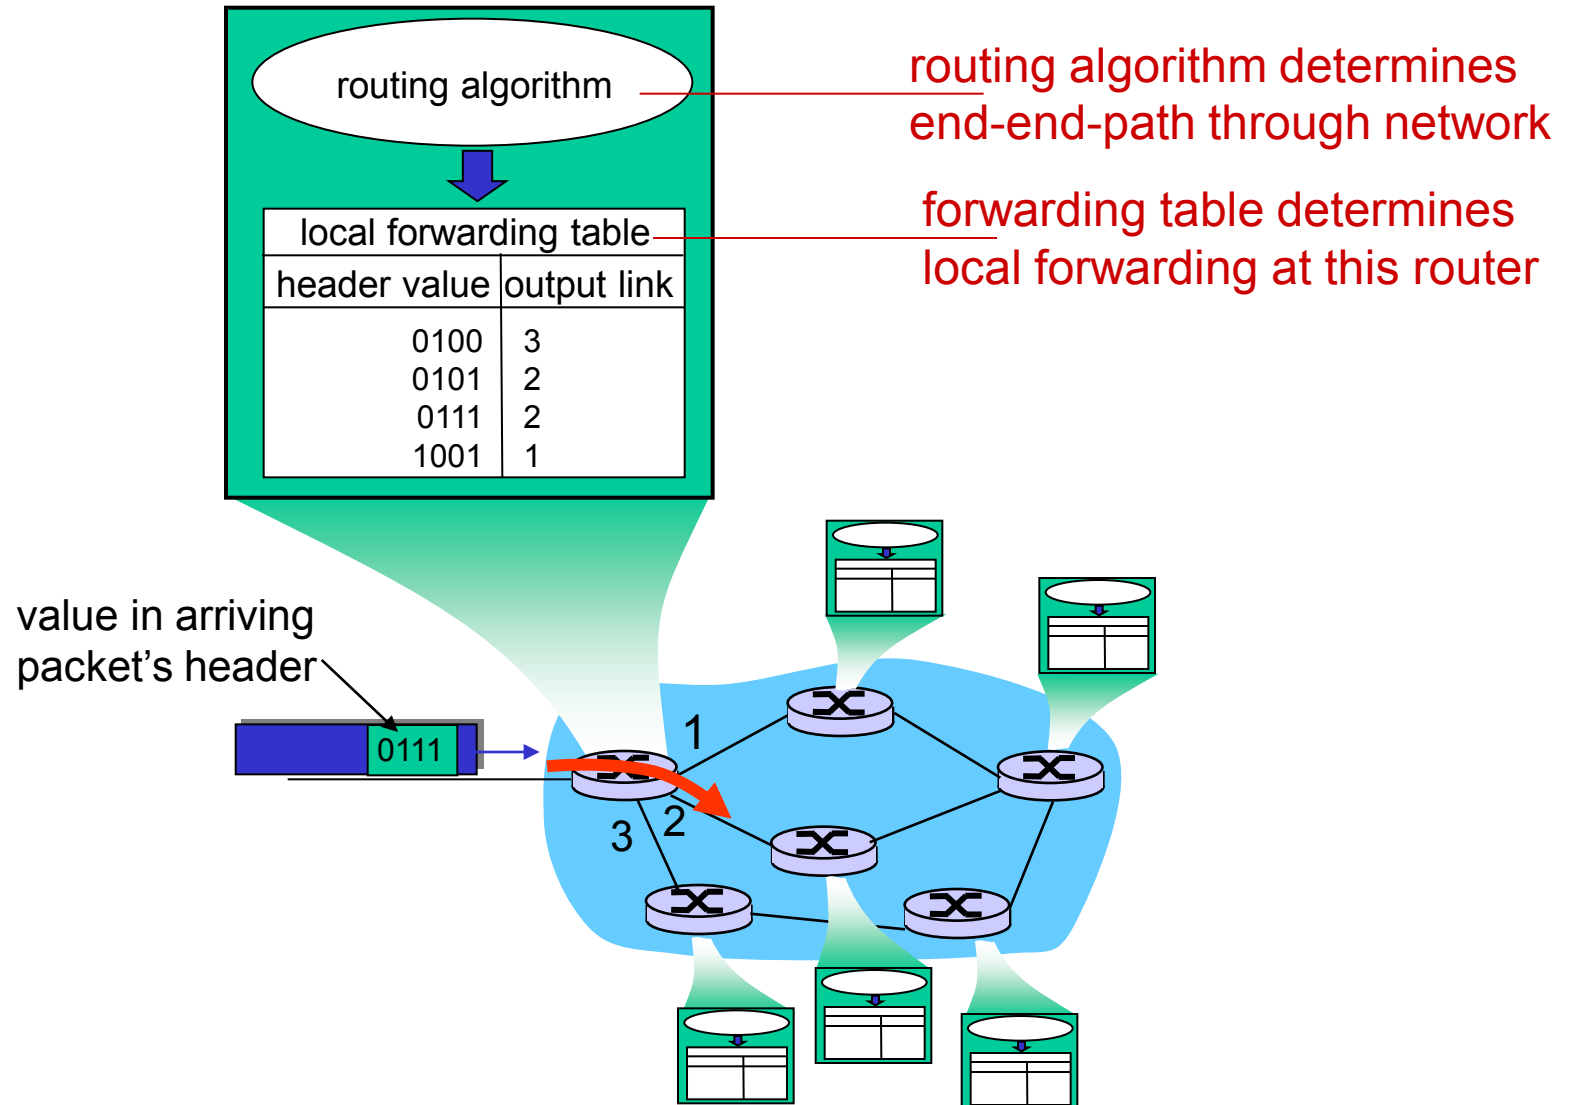 routing algorithm
routing algorithm determines
end-end-path through network
local forwarding table
forwarding table determines
local forwarding at this router
header value output link
0100 3
0101 2
0111 2
1001 1
value in arriving
packet’s header
0111
1
2
3